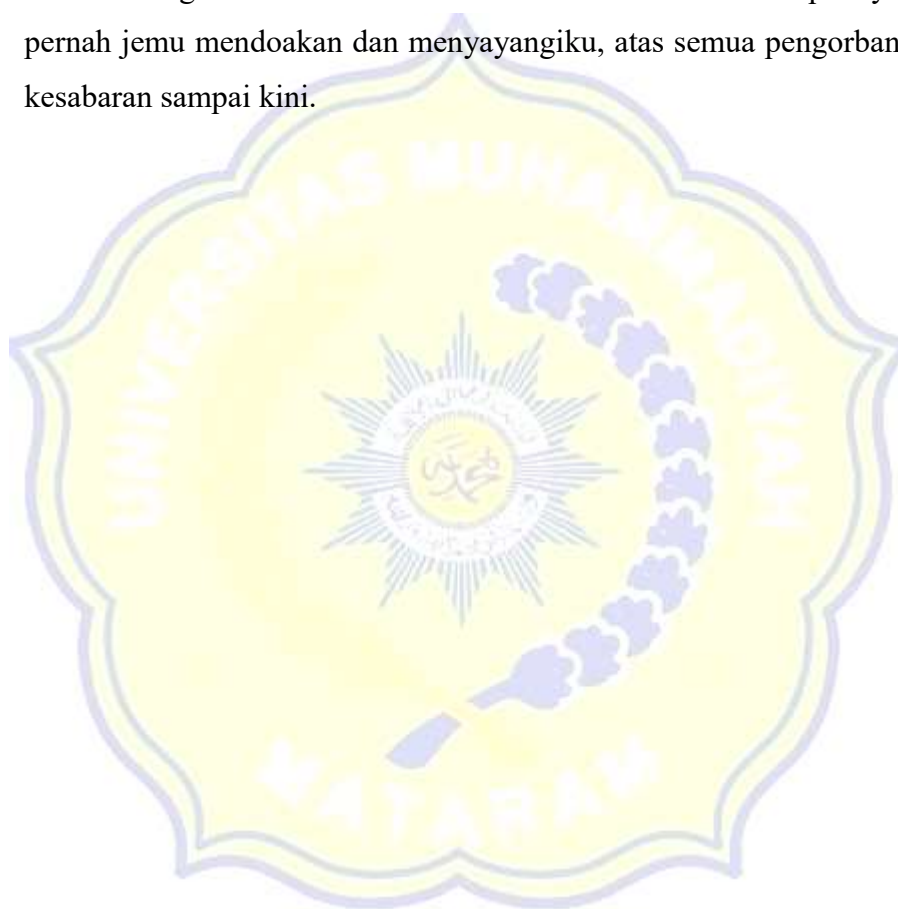 pernah jemu mendoakan dan menyayangiku, atas semua pengorban
kesabaran sampai kini.
UNIVERSITAS MUHAMMADIYAH
MATARAM